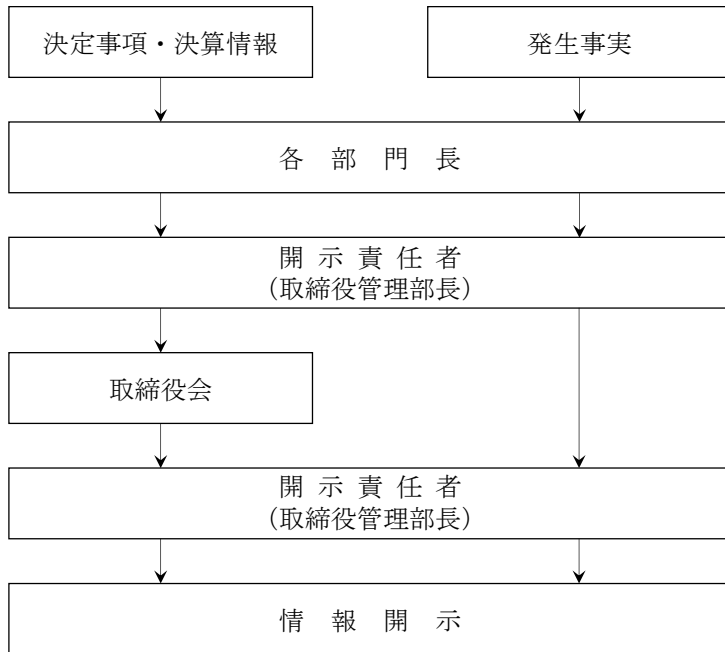 決定事項・決算情報
発生事実
各部門長
開示責任者
(取締役管理部長)
取締役会
開示責任者
(取締役管理部長)
情報開示